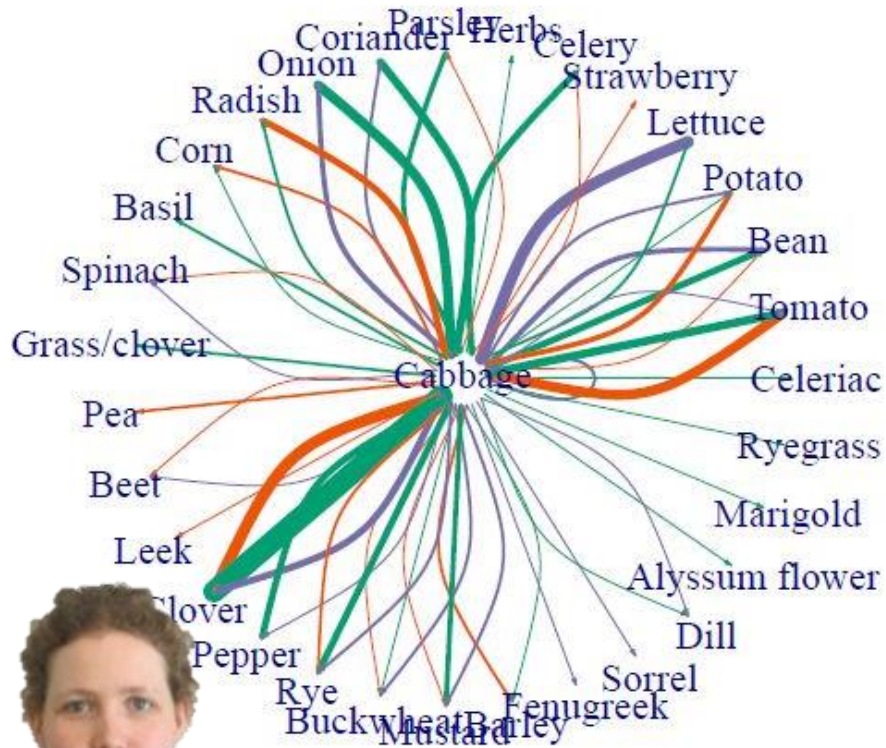 Parsley
Herbs
Coriander
Celery
Onion
Strawberry
Radish
Lettuce
Corn
Potato
Basil
Bean
Spinach
Tomato
Grass/clover
Cabbage
Celeriac
Pea
Ryegrass
Beet
Marigold
Leek
Alyssum flower
Clover
Dill
Pepper
Sorrel
Rye
Fenugreek
Buckwheat
Barley
Mustard